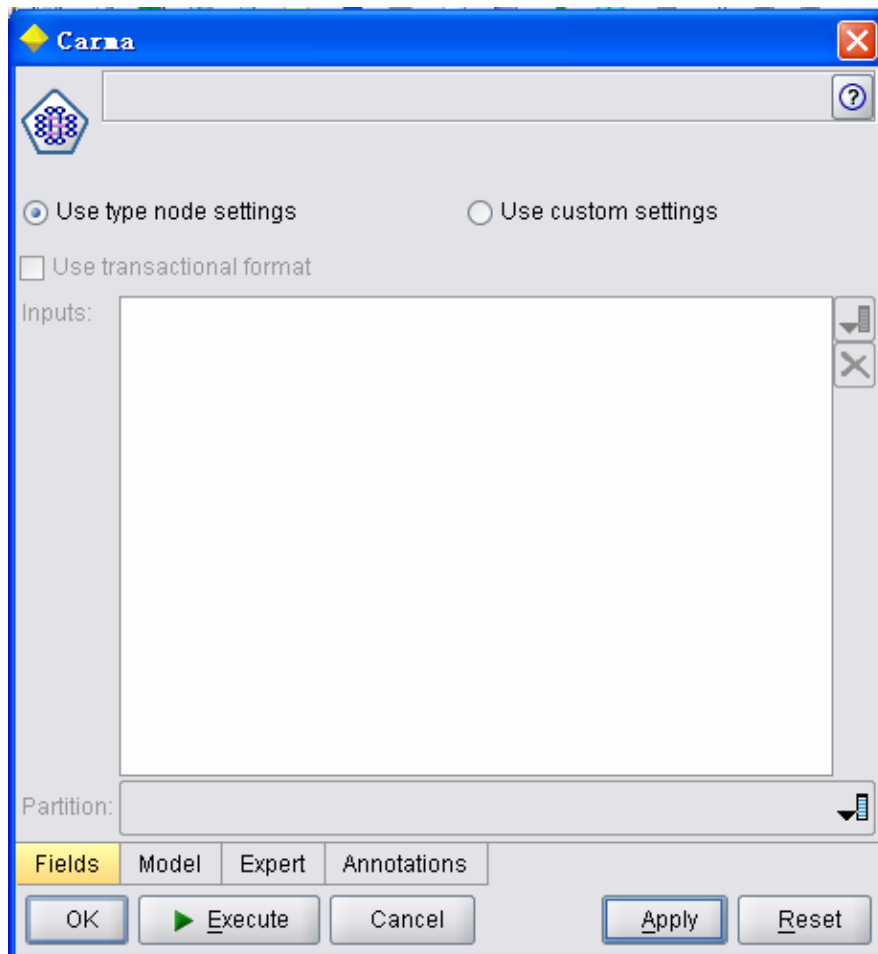 Carma
Use type node settings Use custom settings
Use transactional format
Inputs:
Partition:
Fields Model Expert Annotations
OK Execute Cancel Apply Reset